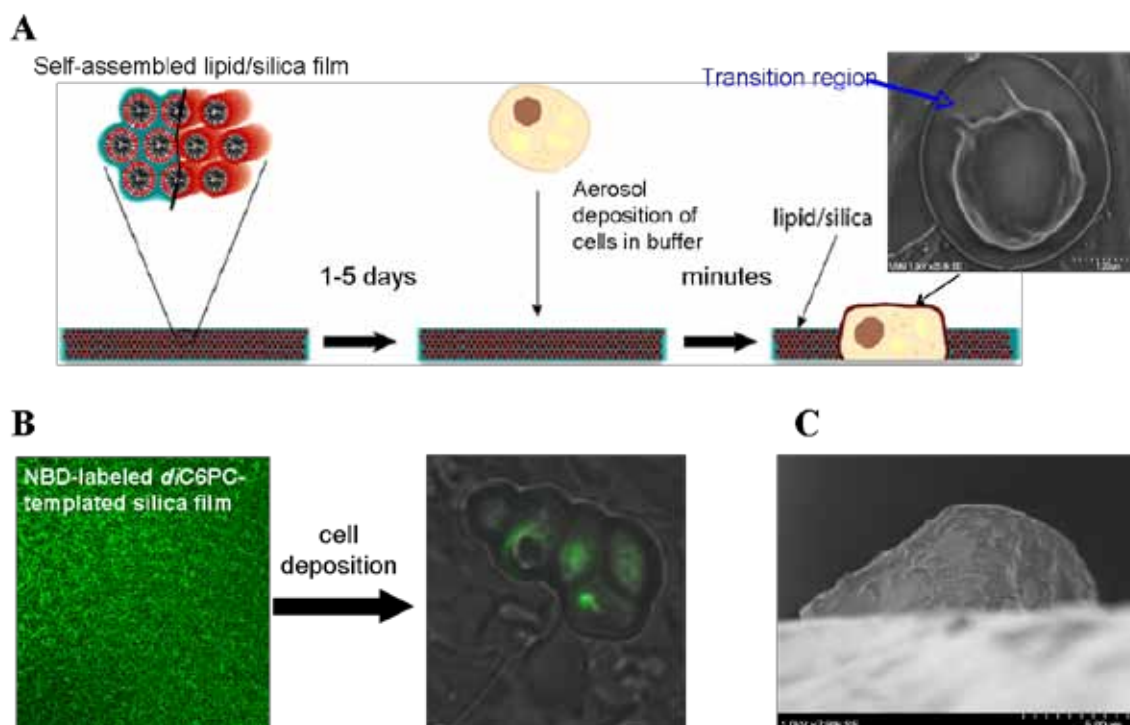 A
Self-assembled lipid/silica film
Transition region
Aerosol
deposition of
cells in buffer
lipid/silica
1-5 days
minutes
B
C
NBD-labeled diC6PC-
templated silica film
cell
deposition